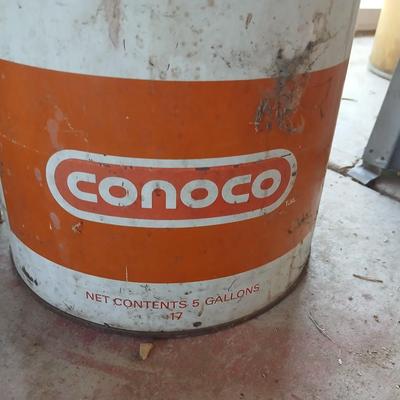 CONOCO
T.M.
NET CONTENTS 5 GALLONS
17